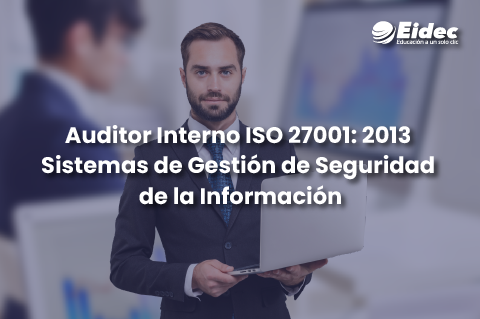 Eidec
Educación a un solo clic
Auditor Interno ISO 27001: 2013
Sistemas de Gestión de Seguridad
de la Información